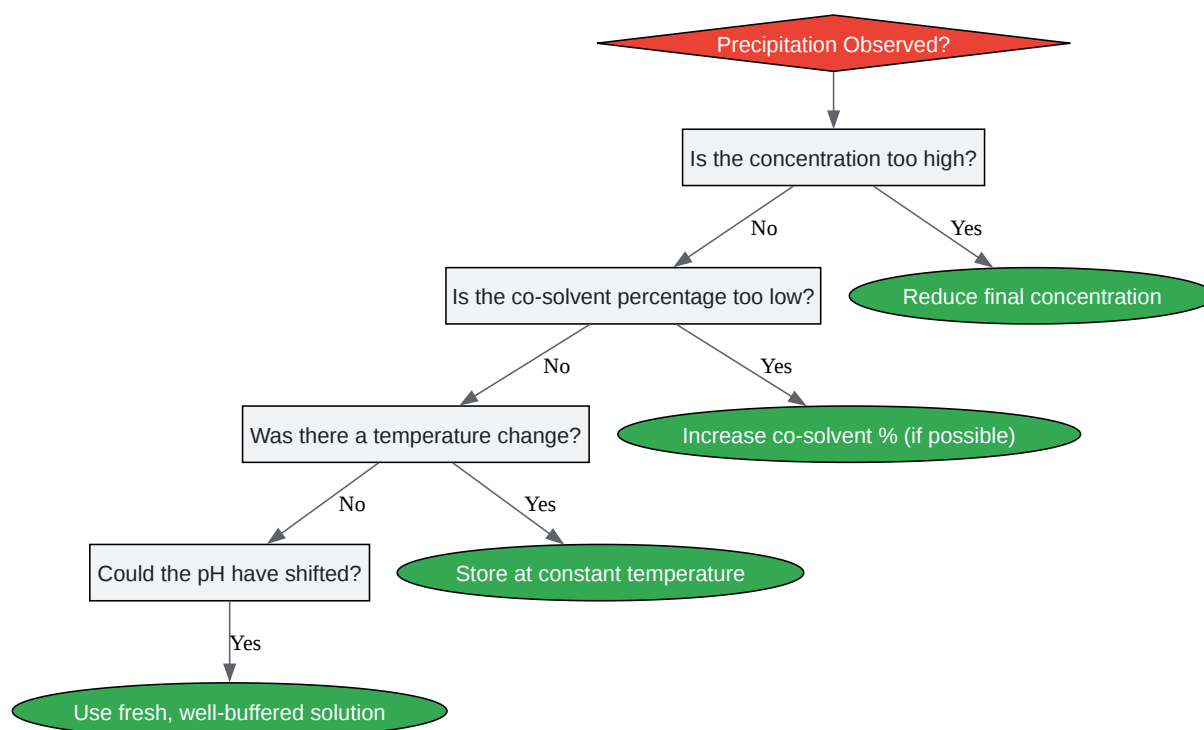 Precipitation Observed?
Is the concentration too high?
No
Yes
Is the co-solvent percentage too low?
Reduce final concentration
No
Yes
Was there a temperature change?
Increase co-solvent % (if possible)
No
Yes
Could the pH have shifted?
Store at constant temperature
Yes
Use fresh, well-buffered solution